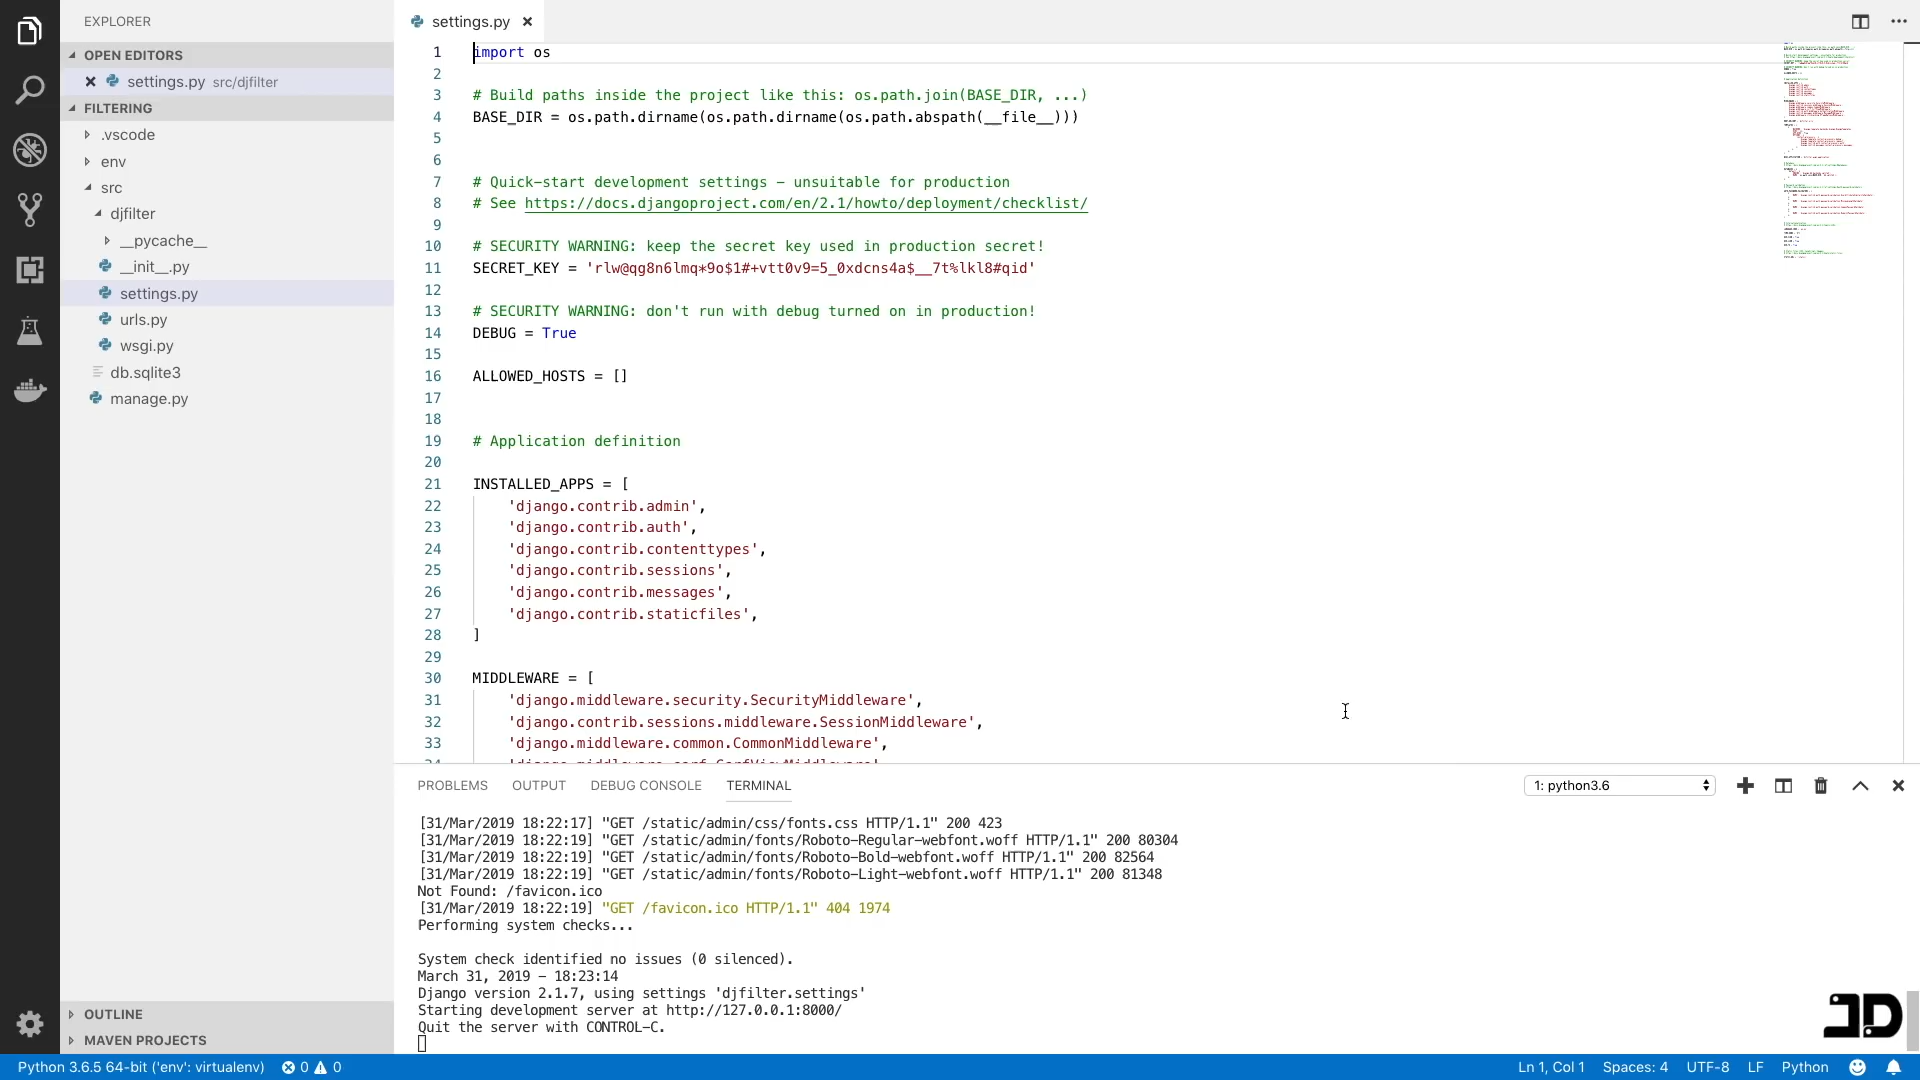 EXPLORER
OPEN EDITORS
settings.py src/djfilter
FILTERING
.vscode
env
src
djfilter
__pycache__
__init__.py
settings.py
urls.py
wsgi.py
db.sqlite3
manage.py
OUTLINE
MAVEN PROJECTS
settings.py
1 import os
2
3 # Build paths inside the project like this: os.path.join(BASE_DIR, ...)
4 BASE_DIR = os.path.dirname(os.path.dirname(os.path.abspath(__file__)))
5
6
7 # Quick-start development settings - unsuitable for production
8 # See https://docs.djangoproject.com/en/2.1/howto/deployment/checklist/
9
10 # SECURITY WARNING: keep the secret key used in production secret!
11 SECRET_KEY = 'rlw@qg8n6lmq*9o$1#+vtt0v9=5_0xdcns4a$__7t%lkl8#qid'
12
13 # SECURITY WARNING: don't run with debug turned on in production!
14 DEBUG = True
15
16 ALLOWED_HOSTS = []
17
18
19 # Application definition
20
21 INSTALLED_APPS = [
22 'django.contrib.admin',
23 'django.contrib.auth',
24 'django.contrib.contenttypes',
25 'django.contrib.sessions',
26 'django.contrib.messages',
27 'django.contrib.staticfiles',
28 ]
29
30 MIDDLEWARE = [
31 'django.middleware.security.SecurityMiddleware',
32 'django.contrib.sessions.middleware.SessionMiddleware',
33 'django.middleware.common.CommonMiddleware',
PROBLEMS OUTPUT DEBUG CONSOLE TERMINAL 1: python3.6
[31/Mar/2019 18:22:17] "GET /static/admin/css/fonts.css HTTP/1.1" 200 423
[31/Mar/2019 18:22:19] "GET /static/admin/fonts/Roboto-Regular-webfont.woff HTTP/1.1" 200 80304
[31/Mar/2019 18:22:19] "GET /static/admin/fonts/Roboto-Bold-webfont.woff HTTP/1.1" 200 82564
[31/Mar/2019 18:22:19] "GET /static/admin/fonts/Roboto-Light-webfont.woff HTTP/1.1" 200 81348
Not Found: /favicon.ico
[31/Mar/2019 18:22:19] "GET /favicon.ico HTTP/1.1" 404 1974
Performing system checks...
System check identified no issues (0 silenced).
March 31, 2019 - 18:23:14
Django version 2.1.7, using settings 'djfilter.settings'
Starting development server at http://127.0.0.1:8000/
Quit the server with CONTROL-C.
Python 3.6.5 64-bit ('env': virtualenv) 0 0 Ln 1, Col 1 Spaces: 4 UTF-8 LF Python